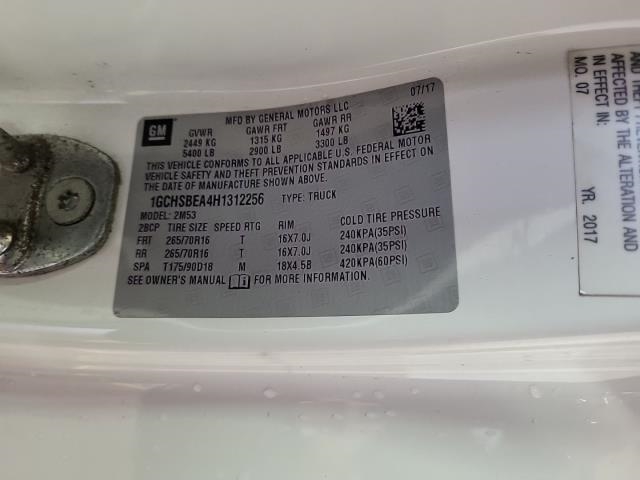 GM
MFD BY GENERAL MOTORS LLC
07/17
GVWR GAWR FRT GAWR RR
2449 KG 1315 KG 1497 KG
5400 LB 2900 LB 3300 LB
THIS VEHICLE CONFORMS TO ALL APPLICABLE U.S. FEDERAL MOTOR
VEHICLE SAFETY AND THEFT PREVENTION STANDARDS IN EFFECT ON
THE DATE OF MANUFACTURE SHOWN ABOVE.
1GCHSBEA4H1312256 TYPE: TRUCK
MODEL: 2M53
2BCP TIRE SIZE SPEED RTG RIM COLD TIRE PRESSURE
FRT 265/70R16 T 16X7.0J 240KPA(35PSI)
RR 265/70R16 T 16X7.0J 240KPA(35PSI)
SPA T175/90D18 M 18X4.5B 420KPA(60PSI)
SEE OWNER'S MANUAL FOR MORE INFORMATION.
AFFECTED BY THE ALTERATION AND
IN EFFECT IN:
MO. 07 YR. 2017